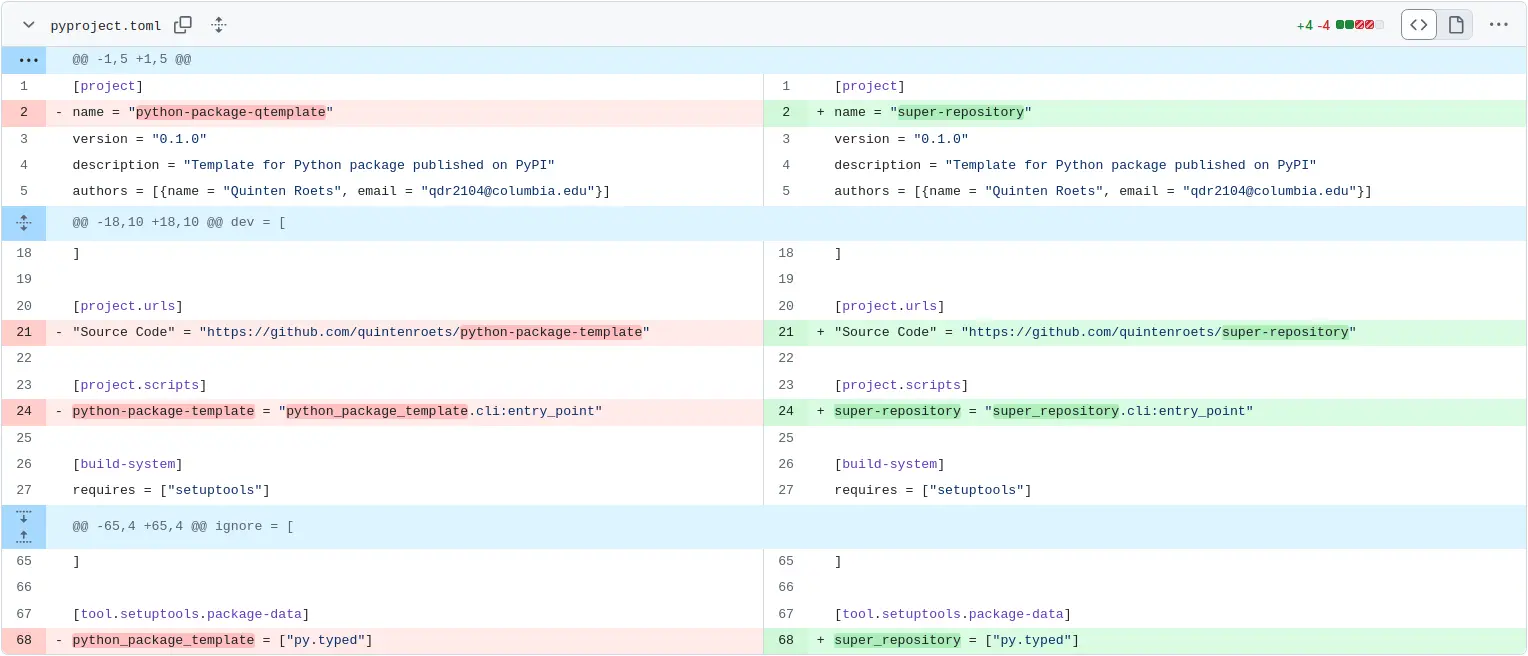 pyproject.toml
+4 -4
@@ -1,5 +1,5 @@
1 [project] 1 [project]
2 - name = "python-package-qtemplate" 2 + name = "super-repository"
3 version = "0.1.0" 3 version = "0.1.0"
4 description = "Template for Python package published on PyPI" 4 description = "Template for Python package published on PyPI"
5 authors = [{name = "Quinten Roets", email = "qdr2104@columbia.edu"}] 5 authors = [{name = "Quinten Roets", email = "qdr2104@columbia.edu"}]
@@ -18,10 +18,10 @@ dev = [
18 ] 18 ]
19 19
20 [project.urls] 20 [project.urls]
21 - "Source Code" = "https://github.com/quintenroets/python-package-template" 21 + "Source Code" = "https://github.com/quintenroets/super-repository"
22 22
23 [project.scripts] 23 [project.scripts]
24 - python-package-template = "python_package_template.cli:entry_point" 24 + super-repository = "super_repository.cli:entry_point"
25 25
26 [build-system] 26 [build-system]
27 requires = ["setuptools"] 27 requires = ["setuptools"]
@@ -65,4 +65,4 @@ ignore = [
65 ] 65 ]
66 66
67 [tool.setuptools.package-data] 67 [tool.setuptools.package-data]
68 - python_package_template = ["py.typed"] 68 + super_repository = ["py.typed"]